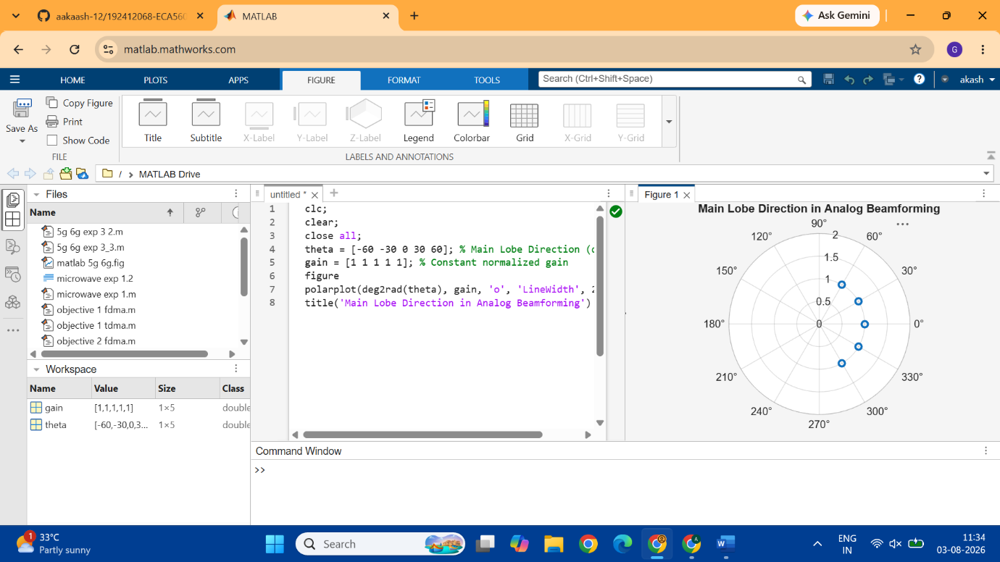 aakaash-12/192412068-ECA560
MATLAB
Ask Gemini
matlab.mathworks.com
G
HOME PLOTS APPS FIGURE FORMAT TOOLS
Search (Ctrl+Shift+Space)
akash
Save As
Copy Figure
Print
Show Code
FILE
Title Subtitle X-Label Y-Label Z-Label Legend Colorbar Grid X-Grid Y-Grid
LABELS AND ANNOTATIONS
/ > MATLAB Drive
Files
Name
5g 6g exp 3 2.m
5g 6g exp 3_3.m
matlab 5g 6g.fig
microwave exp 1.2
microwave exp 1.m
objective 1 fdma.m
objective 1 tdma.m
objective 2 fdma.m
Workspace
Name Value Size Class
gain [1,1,1,1,1] 1×5 double
theta [-60,-30,0,3... 1×5 double
untitled *
1 clc;
2 clear;
3 close all;
4 theta = [-60 -30 0 30 60]; % Main Lobe Direction (
5 gain = [1 1 1 1 1]; % Constant normalized gain
6 figure
7 polarplot(deg2rad(theta), gain, 'o', 'LineWidth', 2
8 title('Main Lobe Direction in Analog Beamforming')
Figure 1
Main Lobe Direction in Analog Beamforming
90°
120° 2 60°
1.5
150° 30°
1
0.5
180° 0 0°
210° 330°
240° 300°
270°
Command Window
>>
1
33°C
Partly sunny
Search
ENG
IN
11:34
03-08-2026